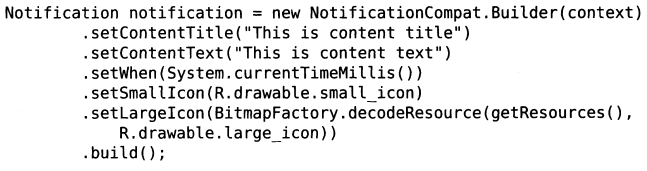 Notification notification = new NotificationCompat.Builder(context)
        .setContentTitle("This is content title")
        .setContentText("This is content text")
        .setWhen(System.currentTimeMillis())
        .setSmallIcon(R.drawable.small_icon)
        .setLargeIcon(BitmapFactory.decodeResource(getResources(),
            R.drawable.large_icon))
        .build();